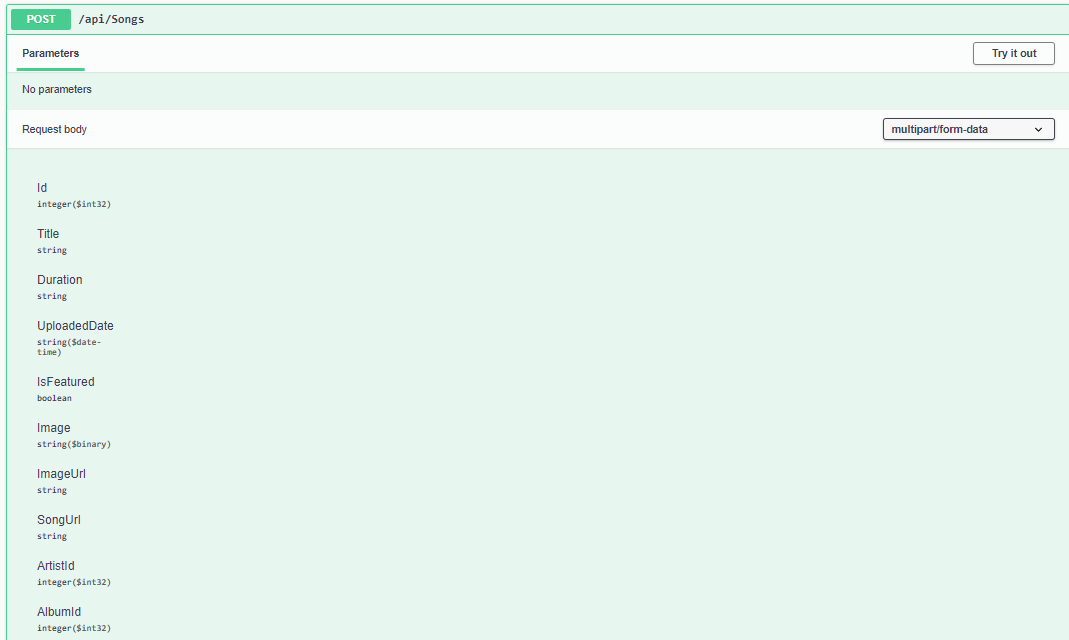 POST /api/Songs
Parameters
Try it out
No parameters
Request body
multipart/form-data
Id
integer($int32)
Title
string
Duration
string
UploadedDate
string($date-
time)
IsFeatured
boolean
Image
string($binary)
ImageUrl
string
SongUrl
string
ArtistId
integer($int32)
AlbumId
integer($int32)